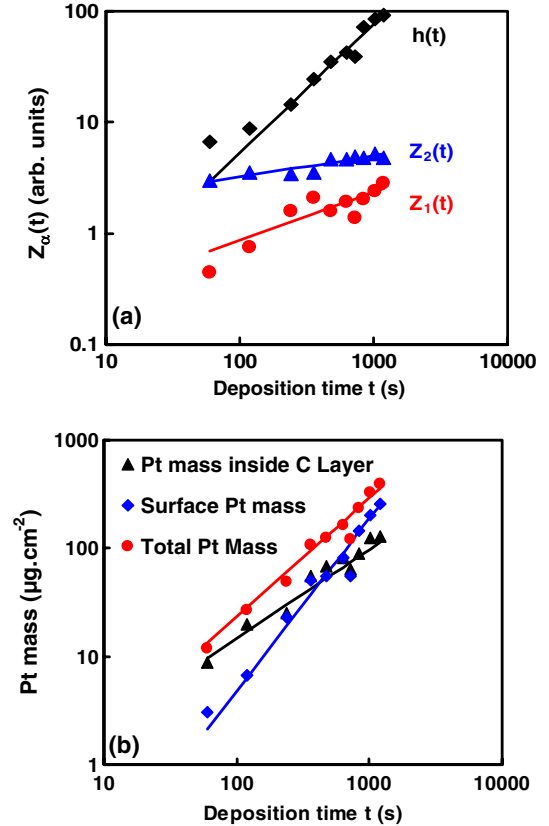 100
h(t)
10
Z₂(t)
1
Z₁(t)
0.1
Zα(t) (arb. units)
(a)
10 100 1000 10000
Deposition time t (s)
1000
Pt mass inside C Layer
Surface Pt mass
100
Total Pt Mass
10
1
Pt mass (µg.cm⁻²)
(b)
10 100 1000 10000
Deposition time t (s)